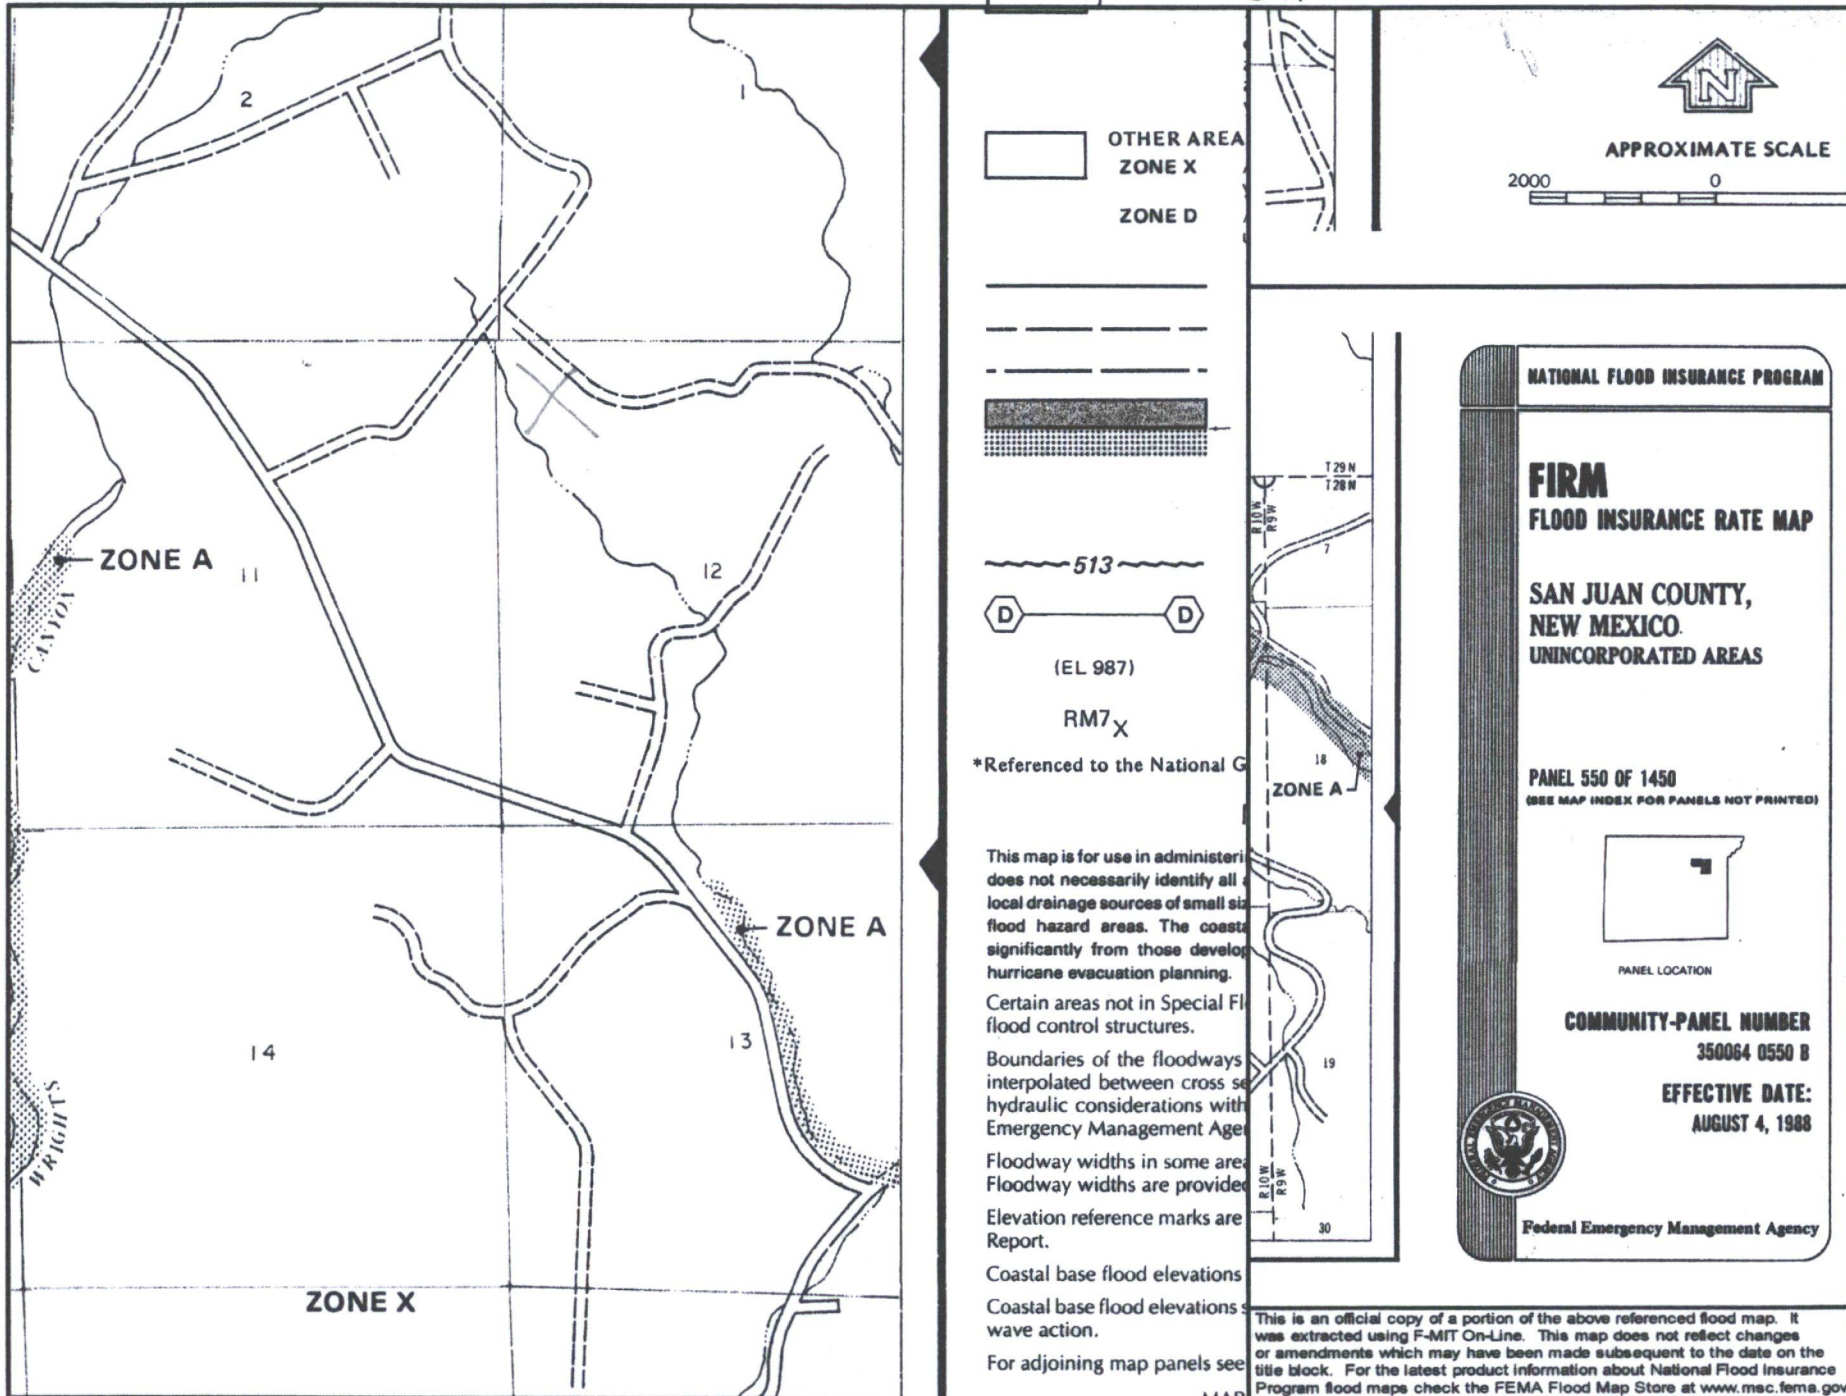 2
1
ZONE A
11
CANYON
12
ZONE A
14
13
WRIGHTS
ZONE X
OTHER AREA
ZONE X
ZONE D
513
D
D
(EL 987)
RM7X
*Referenced to the National G
This map is for use in administeri
does not necessarily identify all
local drainage sources of small siz
flood hazard areas. The coasta
significantly from those develop
hurricane evacuation planning.
Certain areas not in Special Fl
flood control structures.
Boundaries of the floodways
interpolated between cross se
hydraulic considerations with
Emergency Management Agen
Floodway widths in some area
Floodway widths are provided
Elevation reference marks are
Report.
Coastal base flood elevations
Coastal base flood elevations
wave action.
For adjoining map panels see
T29N
T28N
R10W
R9W
7
18
ZONE A
19
R10W
R9W
30
N
APPROXIMATE SCALE
2000 0
NATIONAL FLOOD INSURANCE PROGRAM
FIRM
FLOOD INSURANCE RATE MAP
SAN JUAN COUNTY,
NEW MEXICO
UNINCORPORATED AREAS
PANEL 550 OF 1450
(SEE MAP INDEX FOR PANELS NOT PRINTED)
PANEL LOCATION
COMMUNITY-PANEL NUMBER
350064 0550 B
EFFECTIVE DATE:
AUGUST 4, 1988
Federal Emergency Management Agency
This is an official copy of a portion of the above referenced flood map. It
was extracted using F-MIT On-Line. This map does not reflect changes
or amendments which may have been made subsequent to the date on the
title block. For the latest product information about National Flood Insurance
Program flood maps check the FEMA Flood Map Store at www.msc.fema.gov